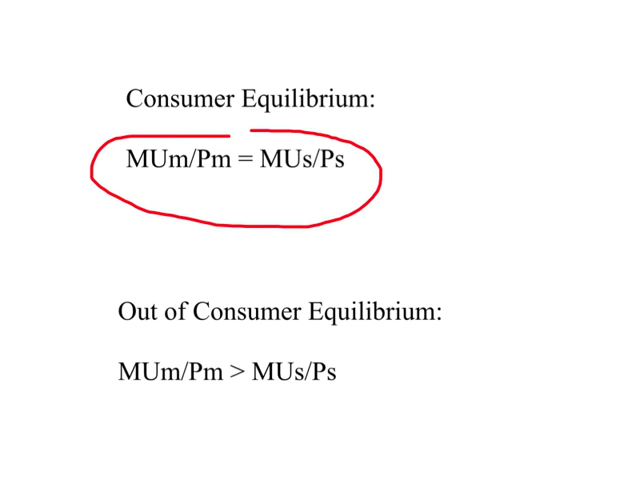 Consumer Equilibrium:
MUm/Pm = MUs/Ps
Out of Consumer Equilibrium:
MUm/Pm > MUs/Ps